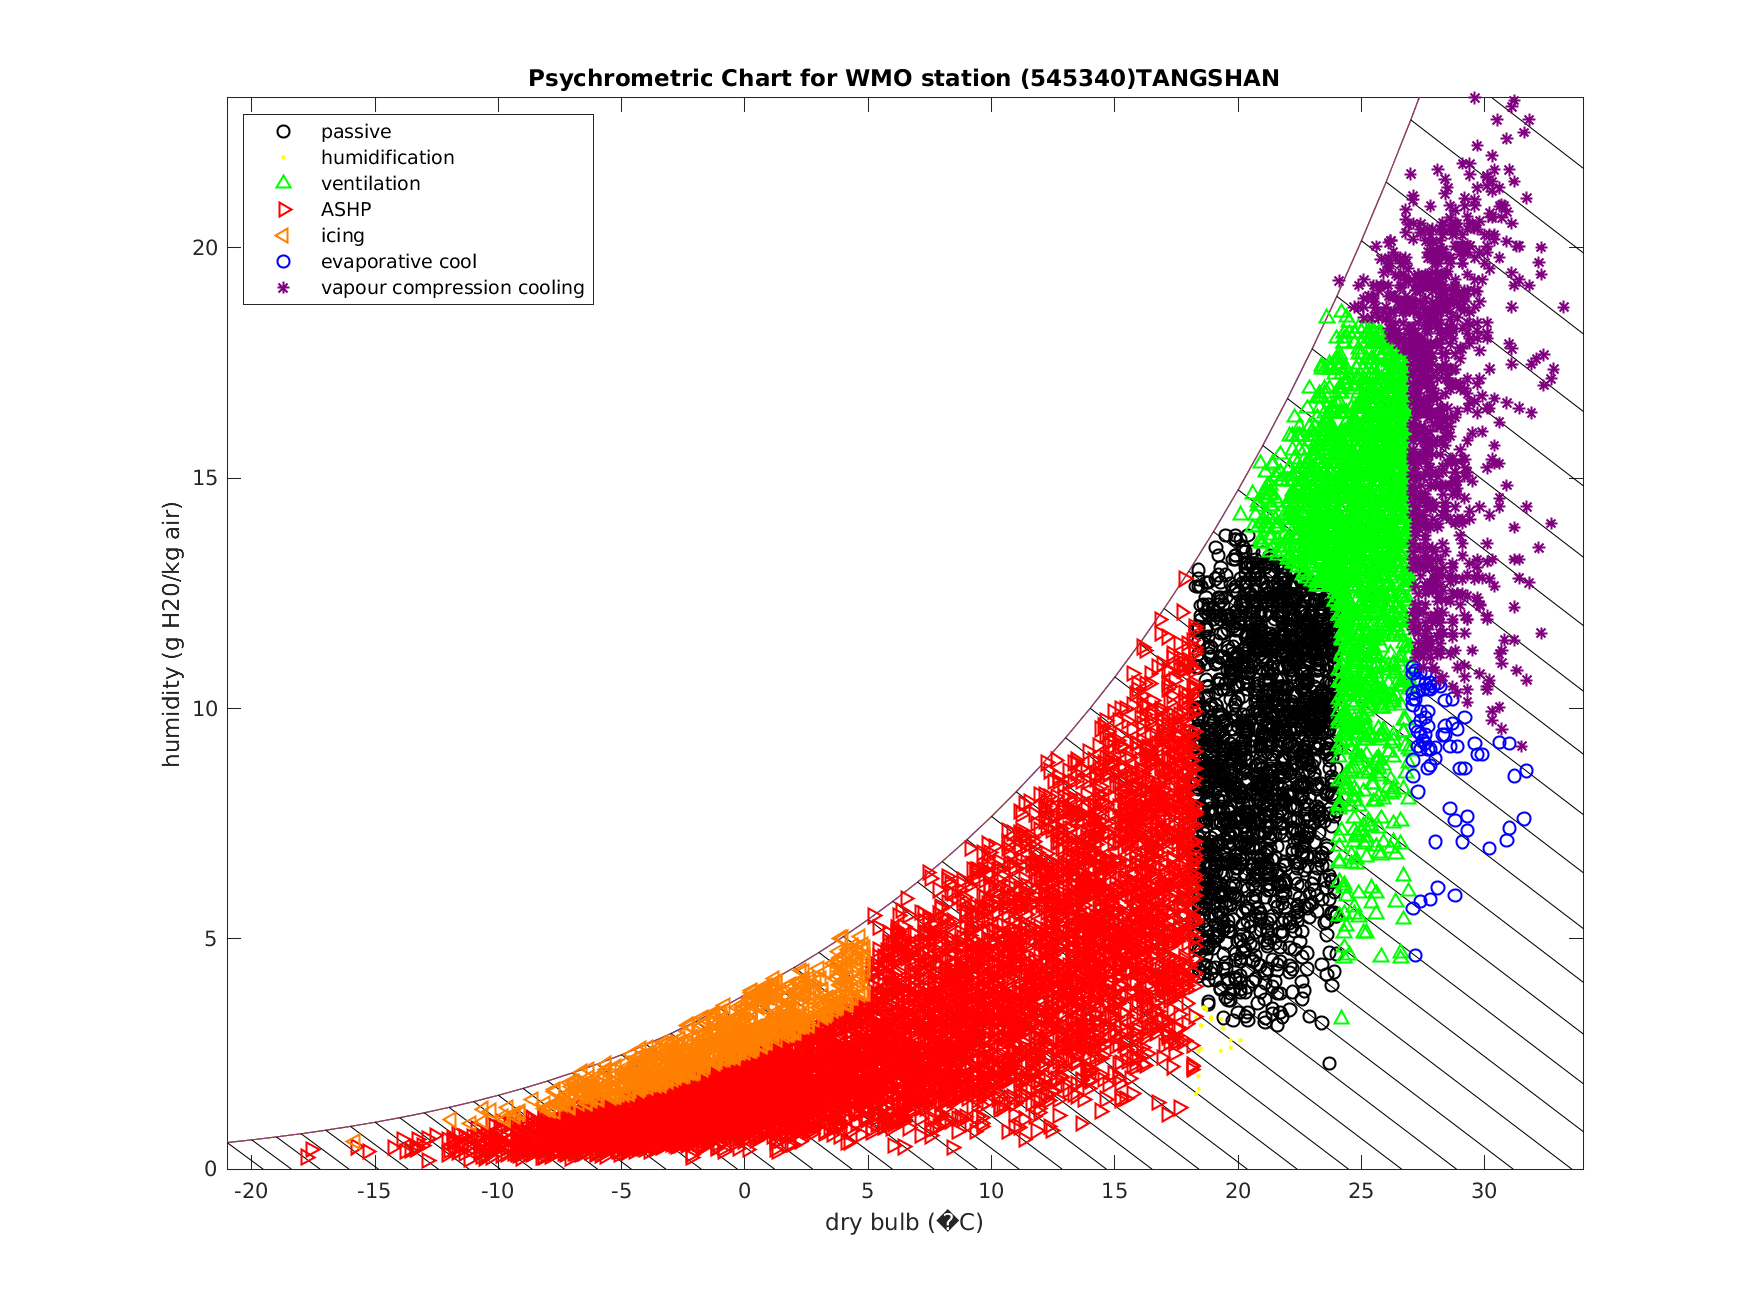 Psychrometric Chart for WMO station (545340)TANGSHAN
passive
humidification
ventilation
ASHP
icing
evaporative cool
vapour compression cooling
humidity (g H20/kg air)
20
15
10
5
0
-20 -15 -10 -5 0 5 10 15 20 25 30
dry bulb (�C)